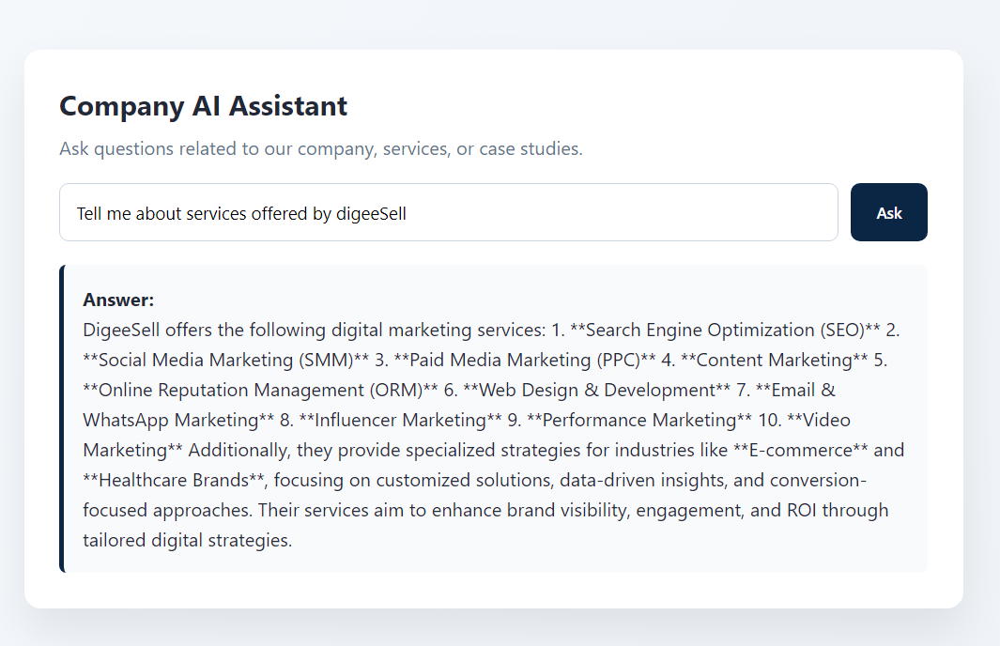 Company AI Assistant
Ask questions related to our company, services, or case studies.
Tell me about services offered by digeeSell
Ask
Answer:
DigeeSell offers the following digital marketing services: 1. **Search Engine Optimization (SEO)** 2.
**Social Media Marketing (SMM)** 3. **Paid Media Marketing (PPC)** 4. **Content Marketing** 5.
**Online Reputation Management (ORM)** 6. **Web Design & Development** 7. **Email &
WhatsApp Marketing** 8. **Influencer Marketing** 9. **Performance Marketing** 10. **Video
Marketing** Additionally, they provide specialized strategies for industries like **E-commerce** and
**Healthcare Brands**, focusing on customized solutions, data-driven insights, and conversion-
focused approaches. Their services aim to enhance brand visibility, engagement, and ROI through
tailored digital strategies.